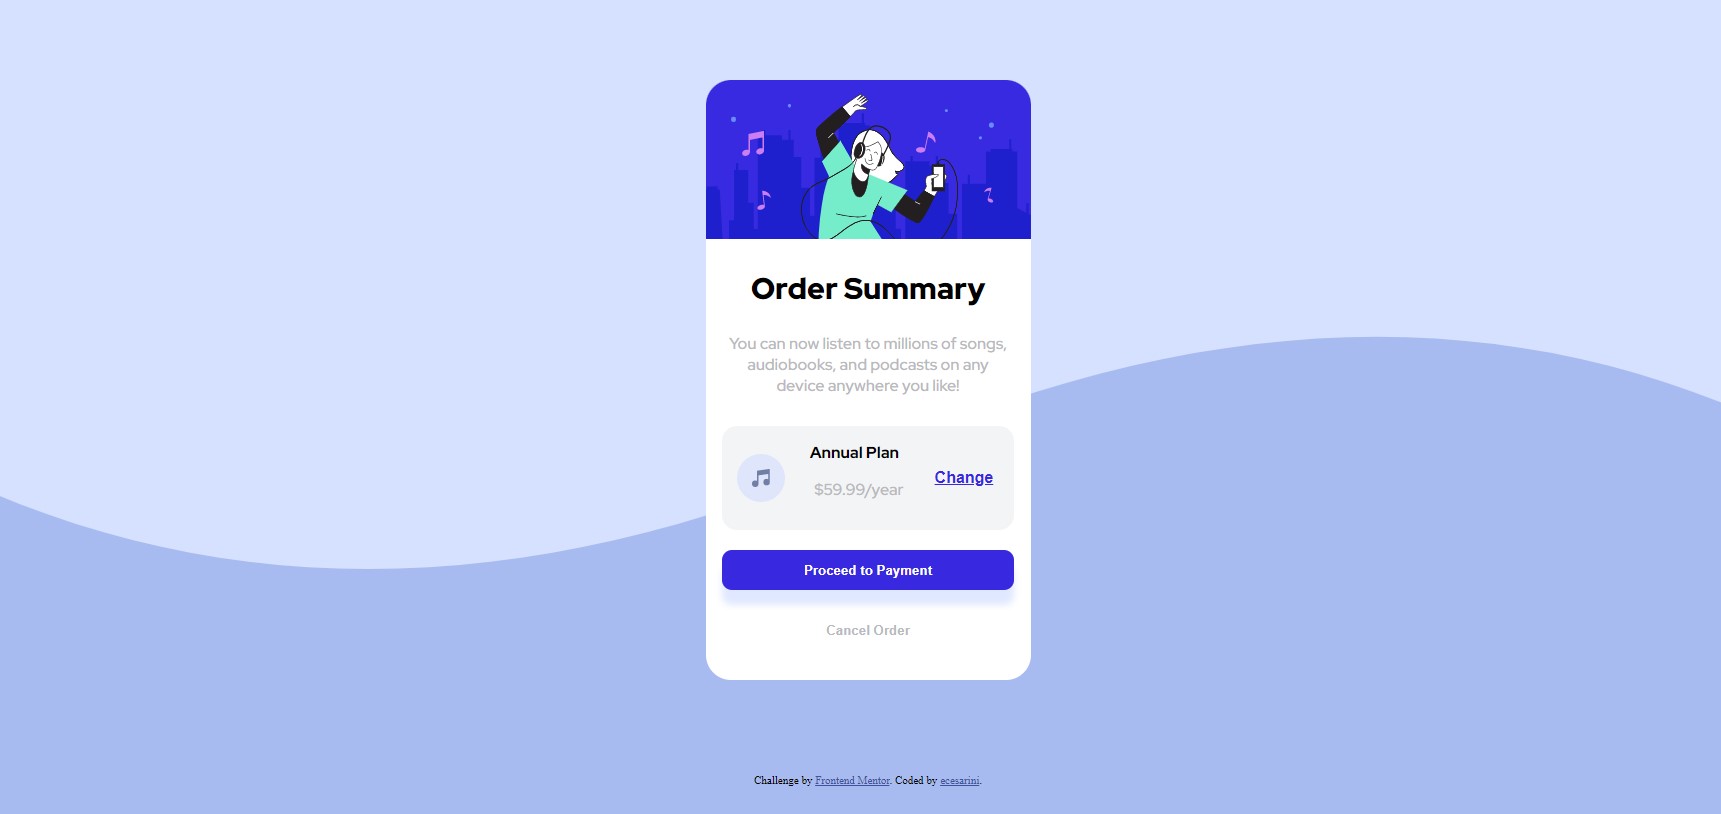 Order Summary
You can now listen to millions of songs,
audiobooks, and podcasts on any
device anywhere you like!
Annual Plan
$59.99/year
Change
Proceed to Payment
Cancel Order
Challenge by Frontend Mentor. Coded by ecesarini.